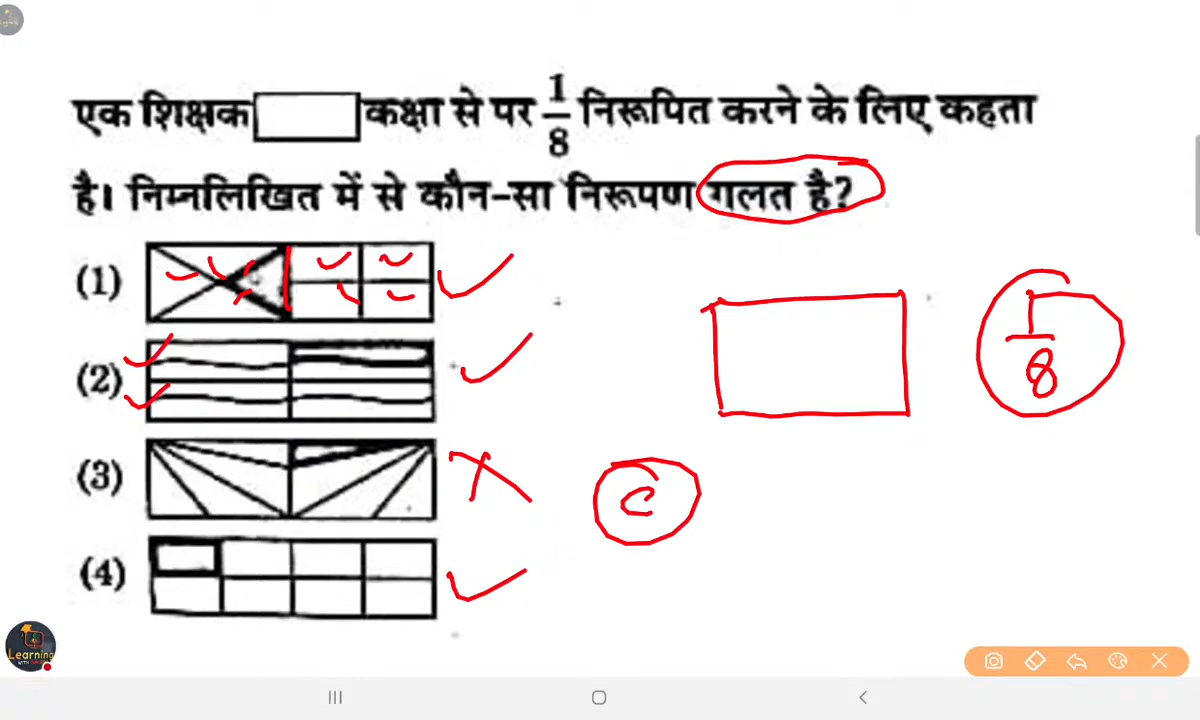 एक शिक्षक कक्षा से पर 1/8 निरूपित करने के लिए कहता
है। निम्नलिखित में से कौन-सा निरूपण गलत है?
(1)
(2)
(3)
(4)
1/8
C
Learning